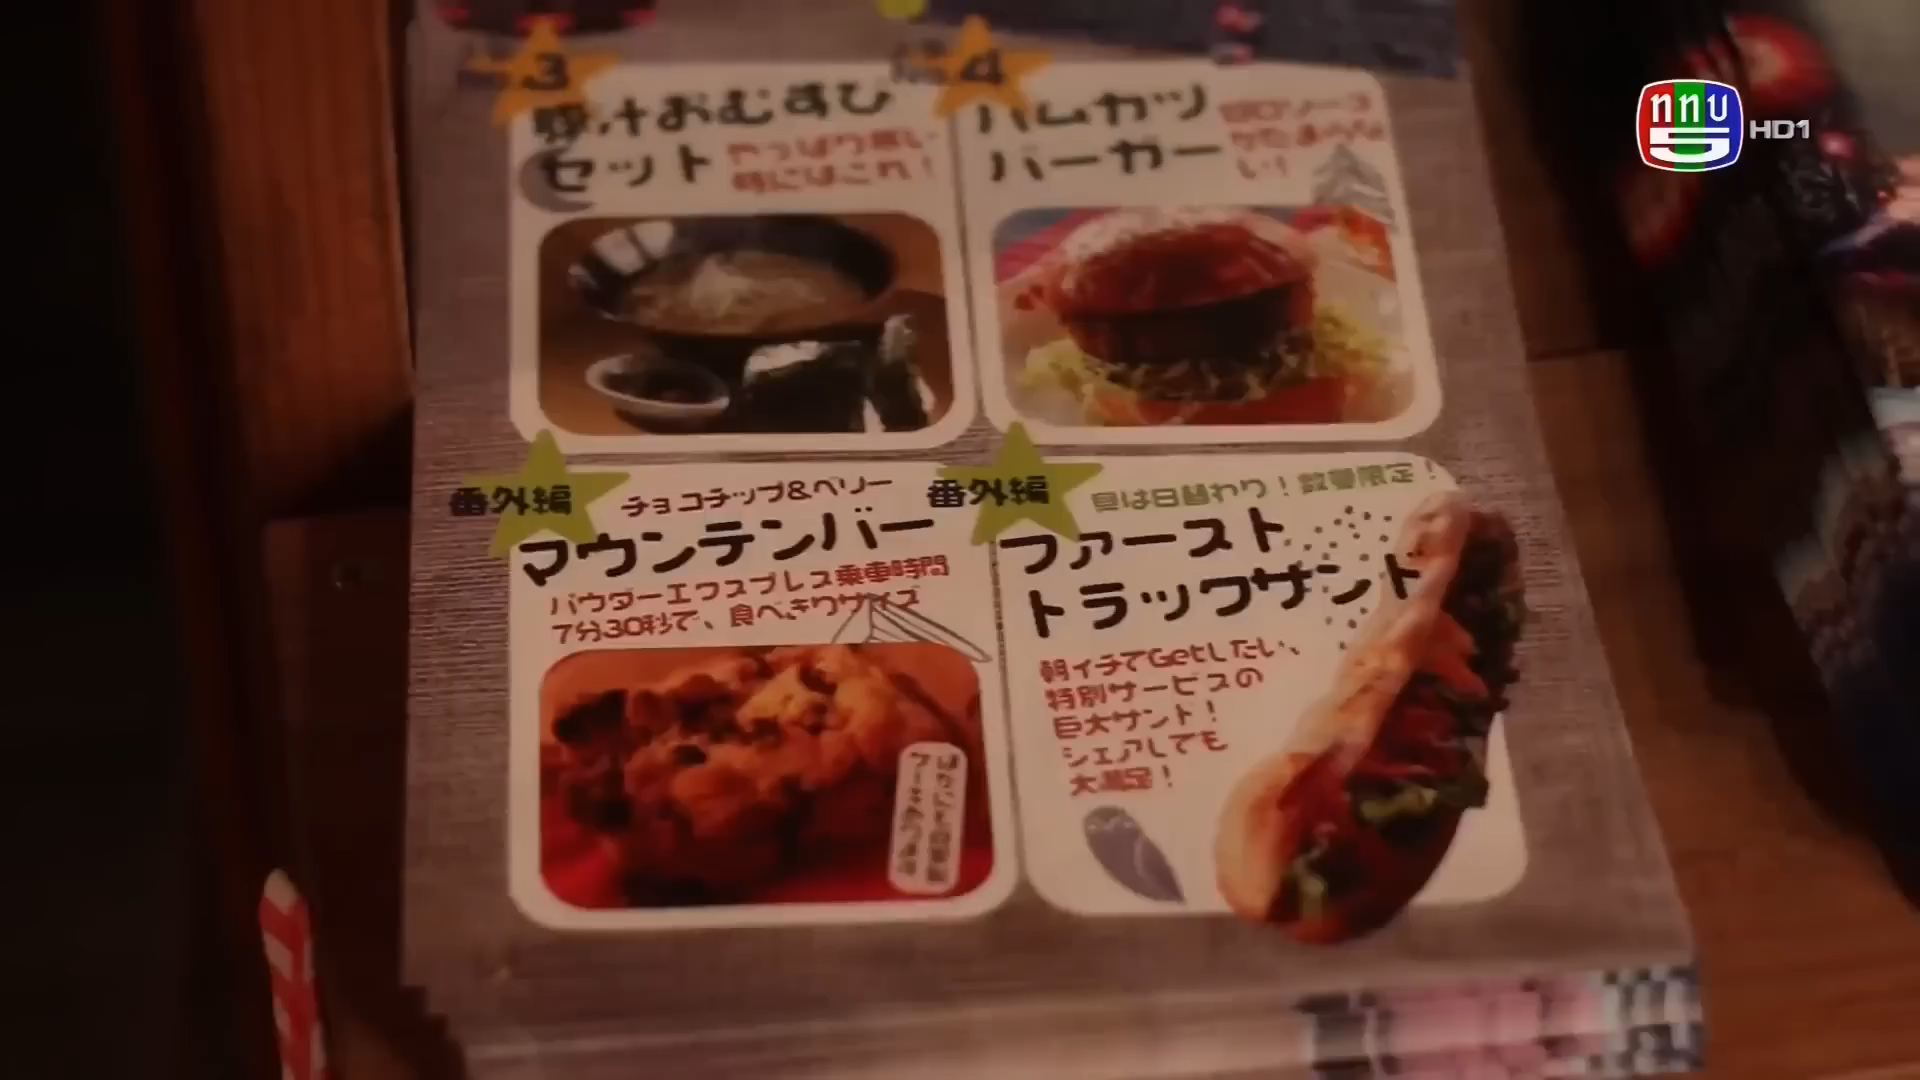 3
豚汁おむすび
セット
やっぱり寒い
時にはこれ！
No.4
ハムカツ
バーガー
い！
番外編
チョコチップ&ベリー
マウンテンバー
パウダーエクスプレス乗車時間
7分30秒で、食べきりサイズ
番外編
具は日替わり！数量限定！
ファースト
トラックサンド
朝イチでGetしたい、
特別サービスの
巨大サンド！
シェアしても
大満足！
ททบ
5
HD1